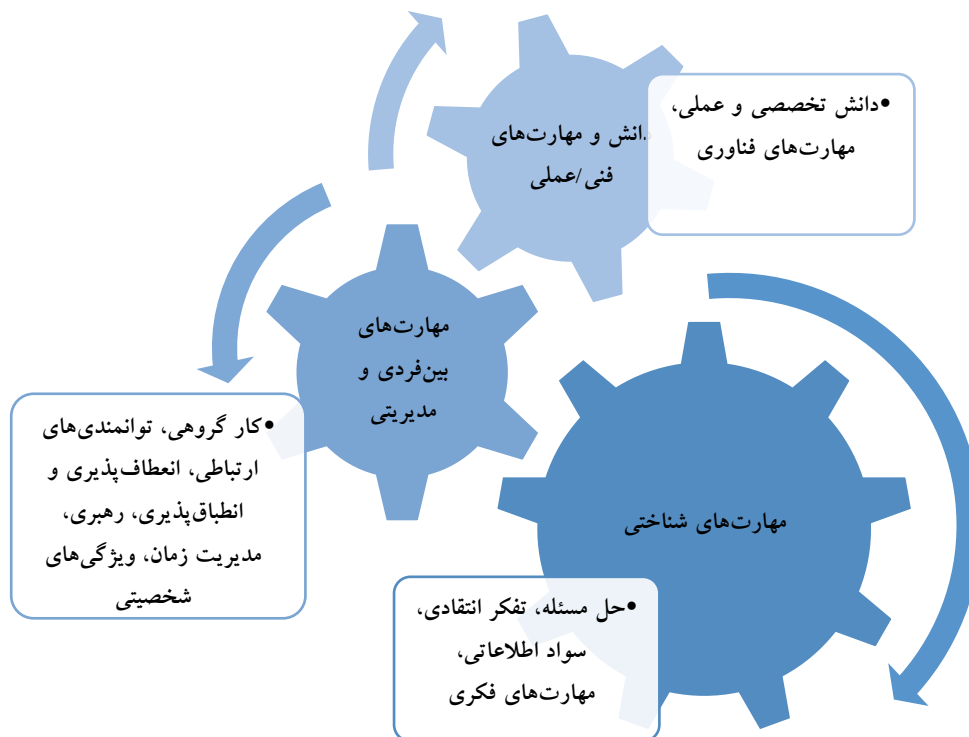 دانش و مهارت‌های
فنی/عملی
•دانش تخصصی و عملی،
مهارت‌های فناوری
مهارت‌های
بین‌فردی و
مدیریتی
•کار گروهی، توانمندی‌های
ارتباطی، انعطاف‌پذیری و
انطباق‌پذیری، رهبری،
مدیریت زمان، ویژگی‌های
شخصیتی
مهارت‌های شناختی
•حل مسئله، تفکر انتقادی،
سواد اطلاعاتی،
مهارت‌های فکری